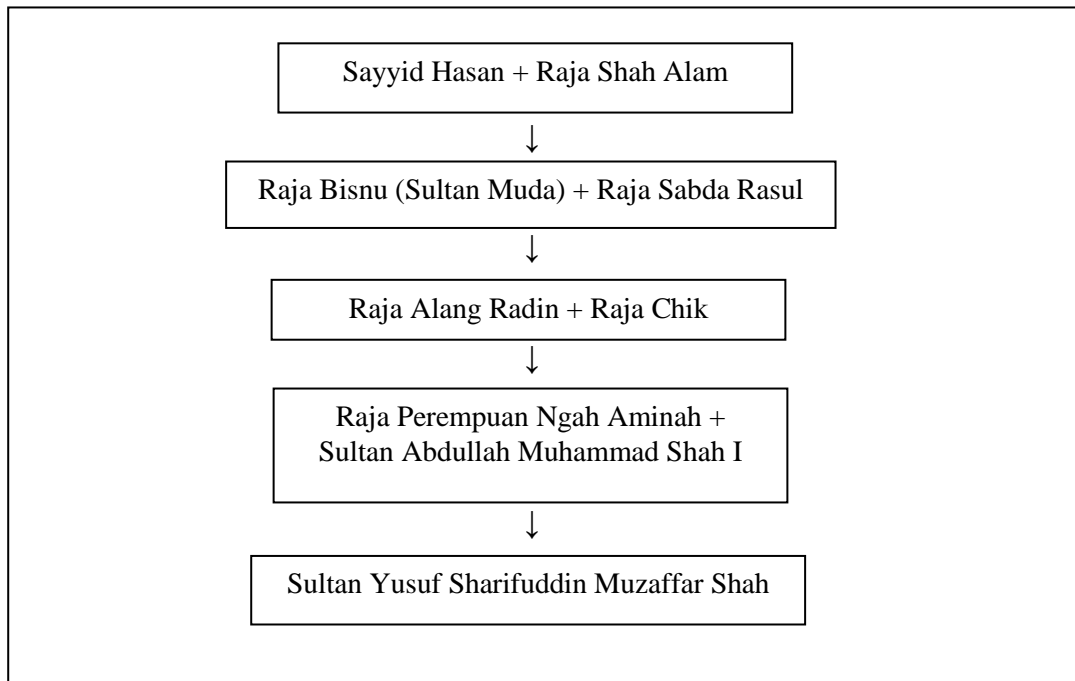 Sayyid Hasan + Raja Shah Alam
↓
Raja Bisnu (Sultan Muda) + Raja Sabda Rasul
↓
Raja Alang Radin + Raja Chik
↓
Raja Perempuan Ngah Aminah +
Sultan Abdullah Muhammad Shah I
↓
Sultan Yusuf Sharifuddin Muzaffar Shah